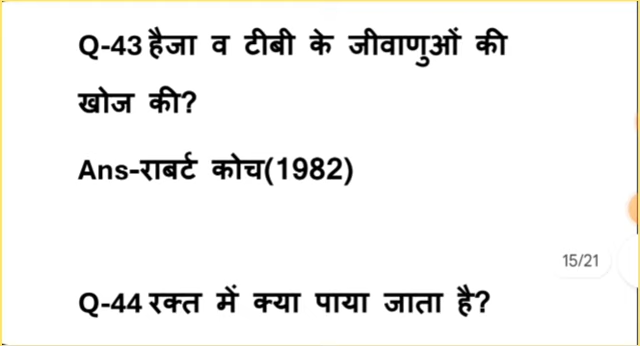 Q-43 हैजा व टीबी के जीवाणुओं की
खोज की?
Ans-राबर्ट कोच(1982)
15/21
Q-44 रक्त में क्या पाया जाता है?